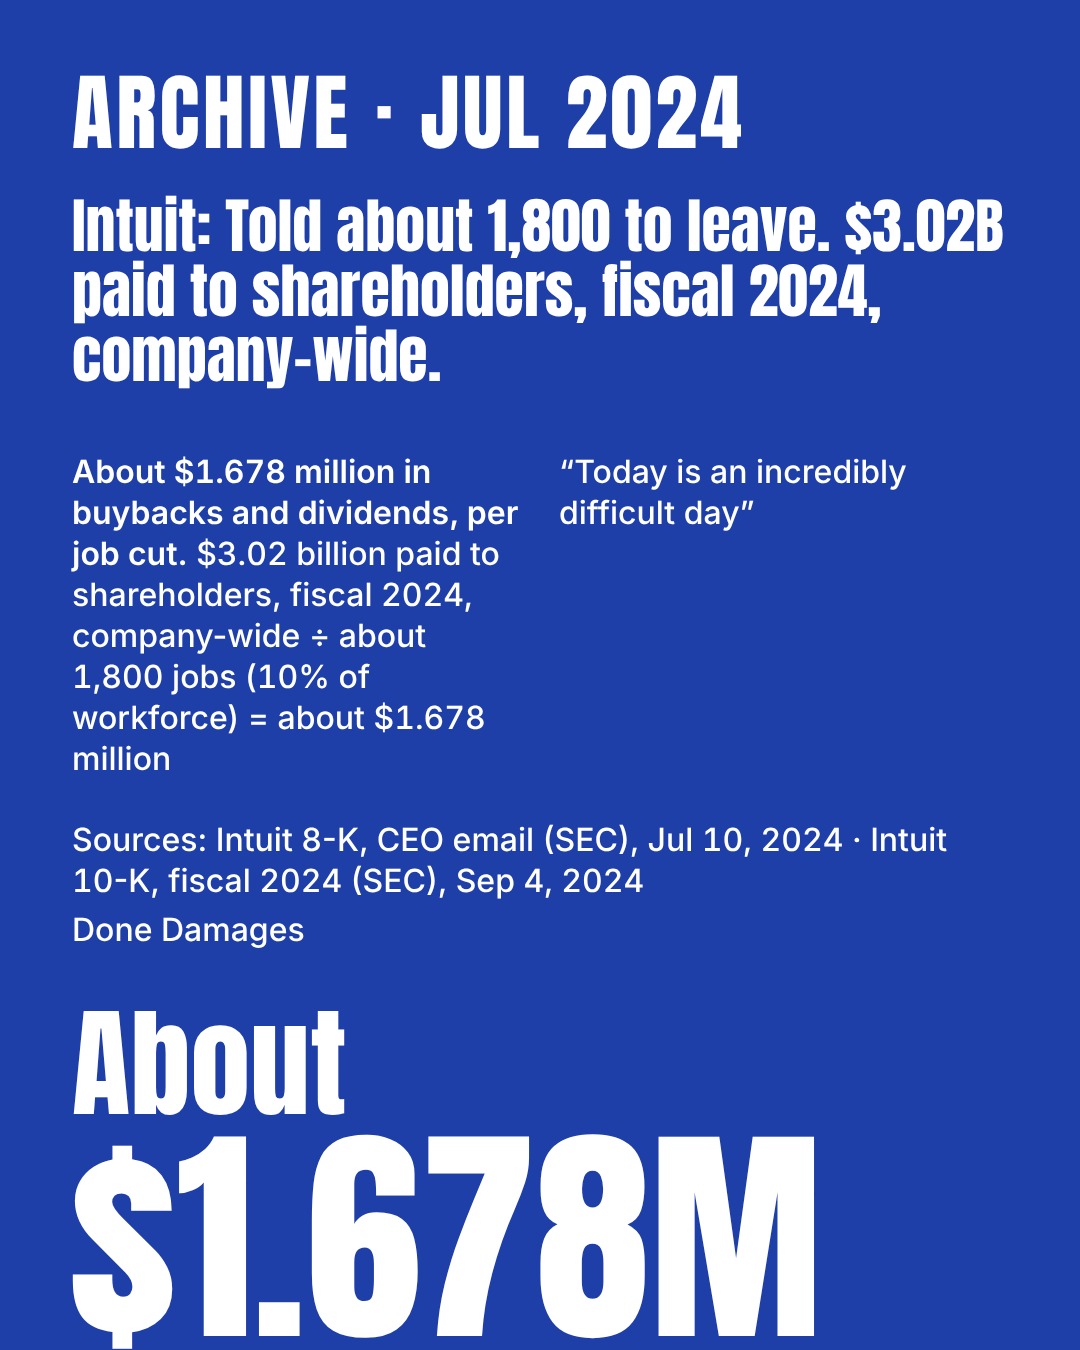 ARCHIVE · JUL 2024
Intuit: Told about 1,800 to leave. $3.02B
paid to shareholders, fiscal 2024,
company-wide.
About $1.678 million in
buybacks and dividends, per
job cut. $3.02 billion paid to
shareholders, fiscal 2024,
company-wide ÷ about
1,800 jobs (10% of
workforce) = about $1.678
million
“Today is an incredibly
difficult day”
Sources: Intuit 8-K, CEO email (SEC), Jul 10, 2024 · Intuit
10-K, fiscal 2024 (SEC), Sep 4, 2024
Done Damages
About
$1.678M